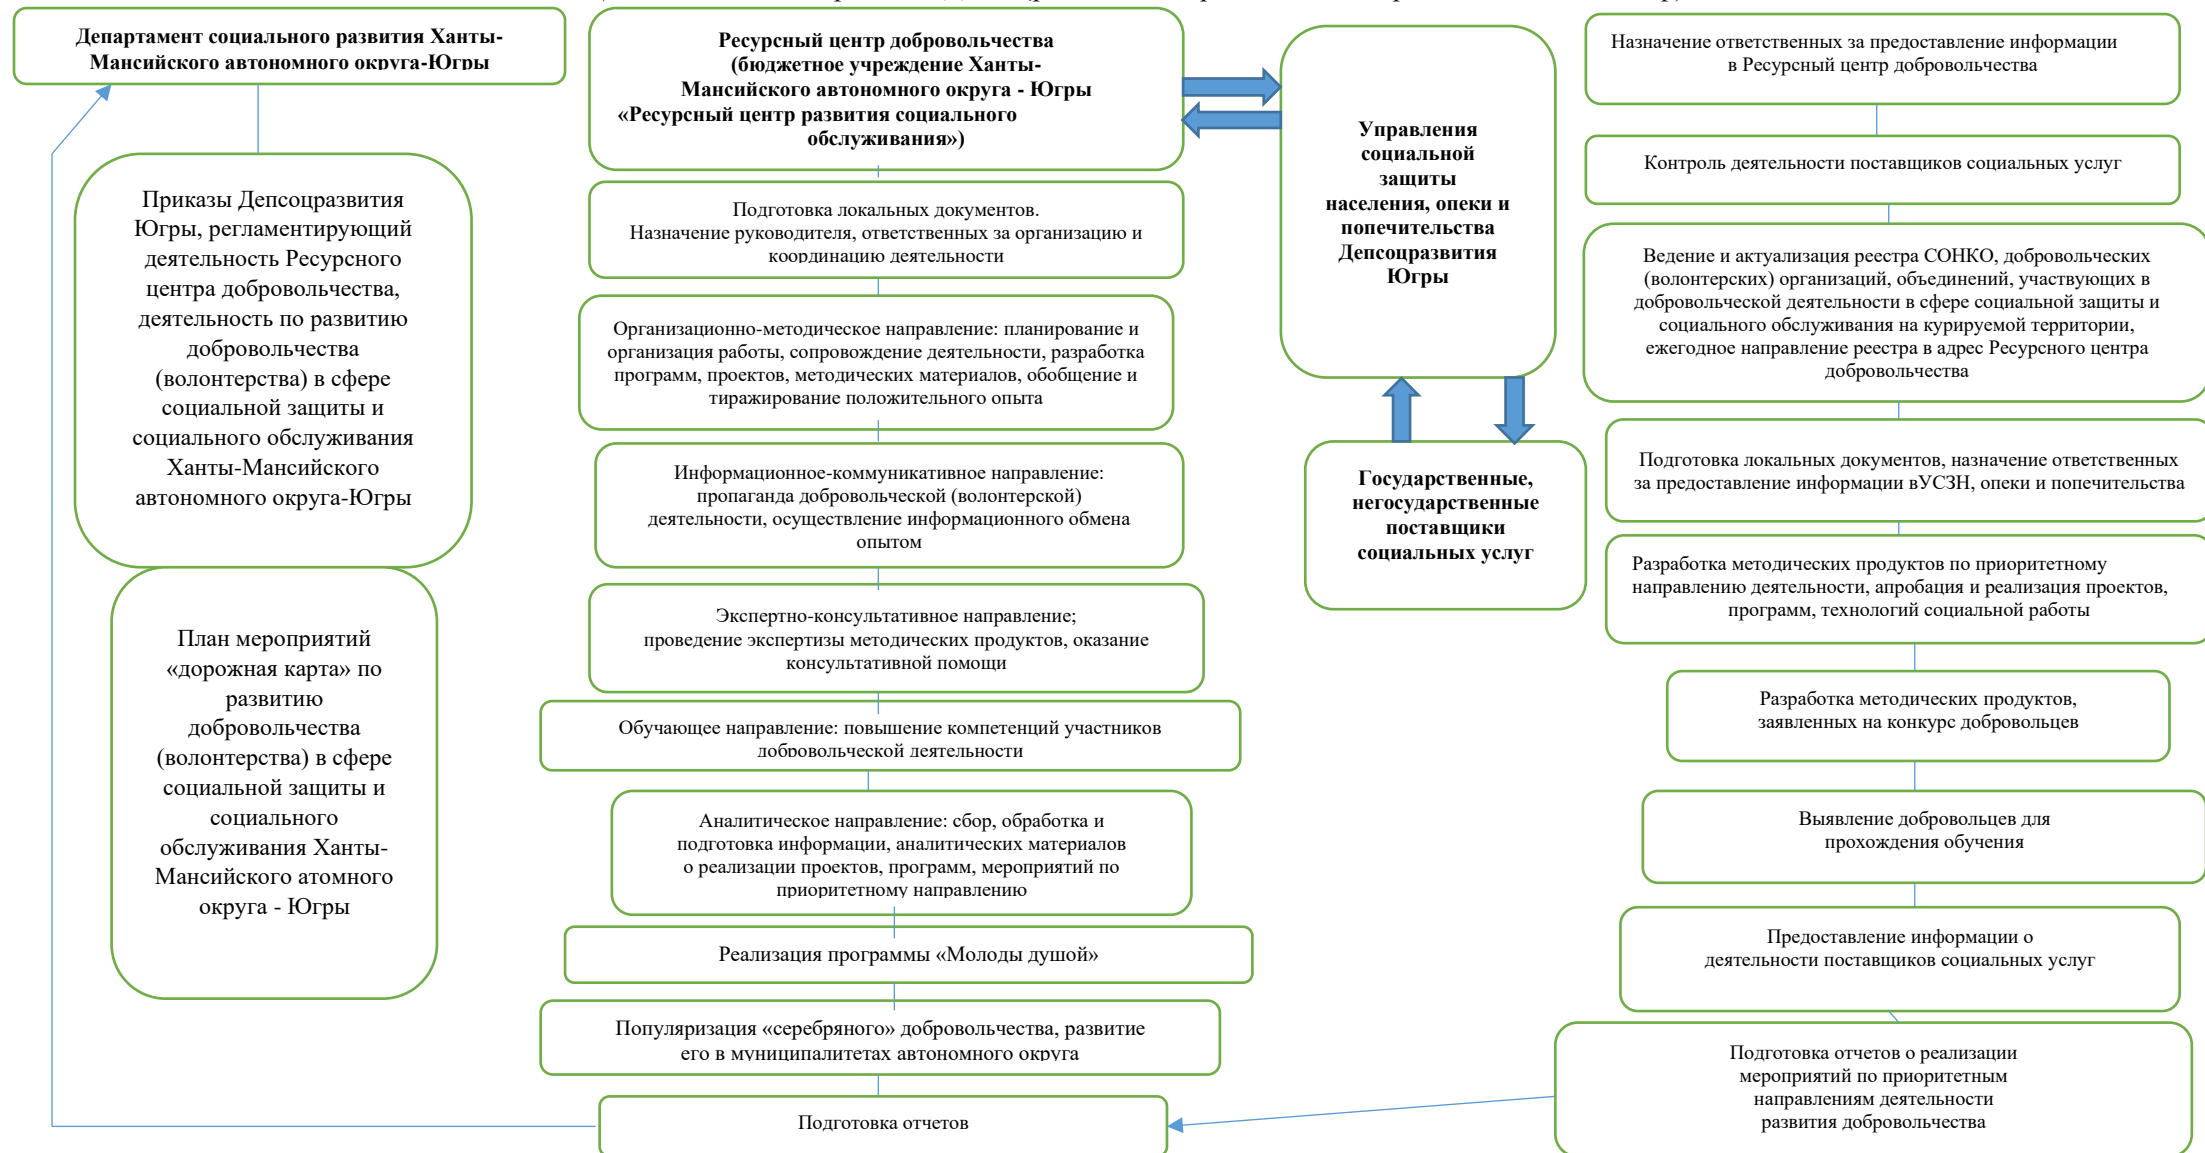 Департамент социального развития Ханты-
Мансийского автономного округа-Югры
Приказы Депсоцразвития
Югры, регламентирующий
деятельность Ресурсного
центра добровольчества,
деятельность по развитию
добровольчества
(волонтерства) в сфере
социальной защиты и
социального обслуживания
Ханты-Мансийского
автономного округа-Югры
План мероприятий
«дорожная карта» по
развитию
добровольчества
(волонтерства) в сфере
социальной защиты и
социального
обслуживания Ханты-
Мансийского атомного
округа - Югры
Ресурсный центр добровольчества
(бюджетное учреждение Ханты-
Мансийского автономного округа - Югры
«Ресурсный центр развития социального
обслуживания»)
Подготовка локальных документов.
Назначение руководителя, ответственных за организацию и
координацию деятельности
Организационно-методическое направление: планирование и
организация работы, сопровождение деятельности, разработка
программ, проектов, методических материалов, обобщение и
тиражирование положительного опыта
Информационное-коммуникативное направление:
пропаганда добровольческой (волонтерской)
деятельности, осуществление информационного обмена
опытом
Экспертно-консультативное направление;
проведение экспертизы методических продуктов, оказание
консультативной помощи
Обучающее направление: повышение компетенций участников
добровольческой деятельности
Аналитическое направление: сбор, обработка и
подготовка информации, аналитических материалов
о реализации проектов, программ, мероприятий по
приоритетному направлению
Реализация программы «Молоды душой»
Популяризация «серебряного» добровольчества, развитие
его в муниципалитетах автономного округа
Подготовка отчетов
Управления
социальной
защиты
населения, опеки и
попечительства
Депсоцразвития
Югры
Государственные,
негосударственные
поставщики
социальных услуг
Назначение ответственных за предоставление информации
в Ресурсный центр добровольчества
Контроль деятельности поставщиков социальных услуг
Ведение и актуализация реестра СОНКО, добровольческих
(волонтерских) организаций, объединений, участвующих в
добровольческой деятельности в сфере социальной защиты и
социального обслуживания на курируемой территории,
ежегодное направление реестра в адрес Ресурсного центра
добровольчества
Подготовка локальных документов, назначение ответственных
за предоставление информации вУСЗН, опеки и попечительства
Разработка методических продуктов по приоритетному
направлению деятельности, апробация и реализация проектов,
программ, технологий социальной работы
Разработка методических продуктов,
заявленных на конкурс добровольцев
Выявление добровольцев для
прохождения обучения
Предоставление информации о
деятельности поставщиков социальных услуг
Подготовка отчетов о реализации
мероприятий по приоритетным
направлениям деятельности
развития добровольчества